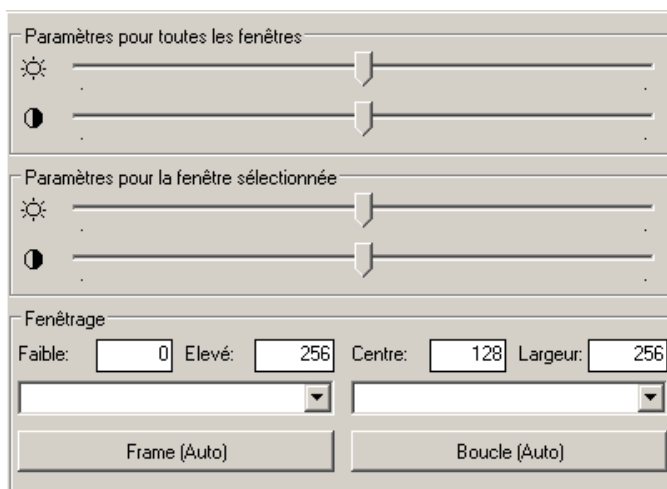 Paramètres pour toutes les fenêtres
Paramètres pour la fenêtre sélectionnée
Fenêtrage
Faible: 0 Elevé: 256 Centre: 128 Largeur: 256
Frame (Auto) Boucle (Auto)